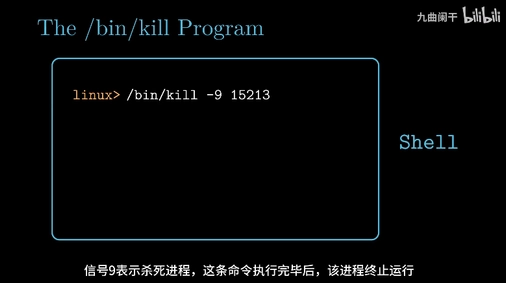 九曲阑干 bilibili
The /bin/kill Program
linux> /bin/kill -9 15213
Shell
信号9表示杀死进程，这条命令执行完毕后，该进程终止运行